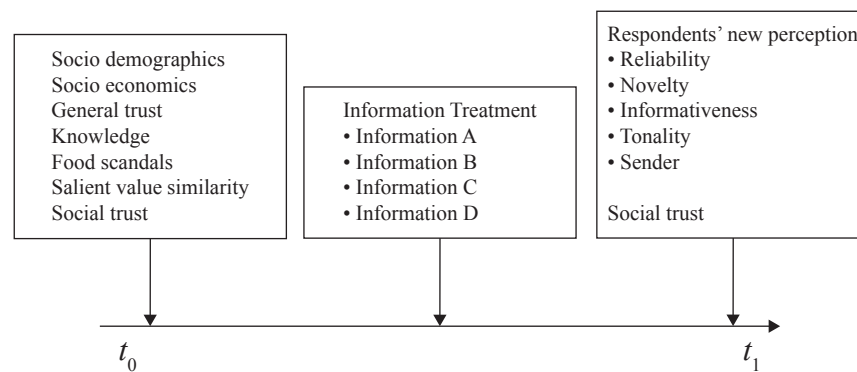 Socio demographics
Socio economics
General trust
Knowledge
Food scandals
Salient value similarity
Social trust
Information Treatment
• Information A
• Information B
• Information C
• Information D
Respondents’ new perception
• Reliability
• Novelty
• Informativeness
• Tonality
• Sender
Social trust
t0
t1